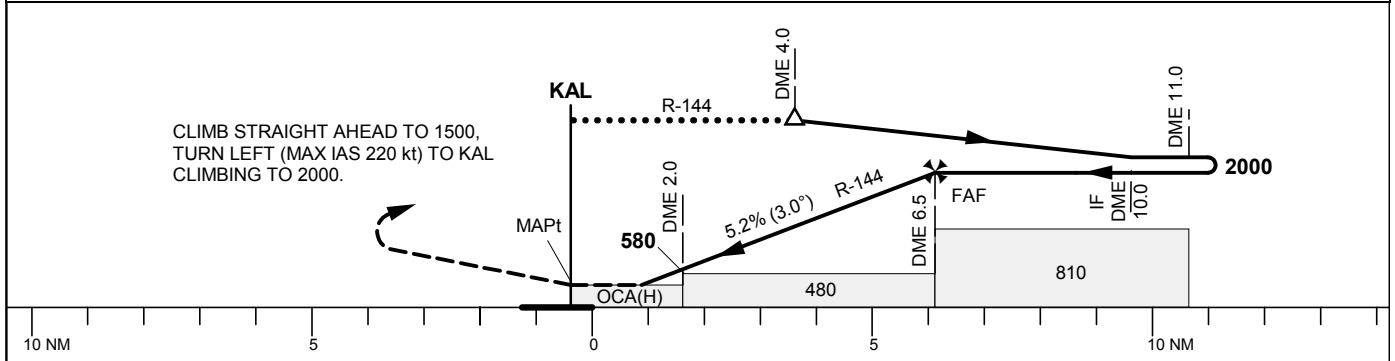 CLIMB STRAIGHT AHEAD TO 1500,
TURN LEFT (MAX IAS 220 kt) TO KAL
CLIMBING TO 2000.
KAL
R-144
DME 4.0
DME 11.0
2000
MAPt
DME 2.0
580
5.2% (3.0°)
R-144
DME 6.5
FAF
IF
DME
10.0
OCA(H)
480
810
10 NM
5
0
5
10 NM